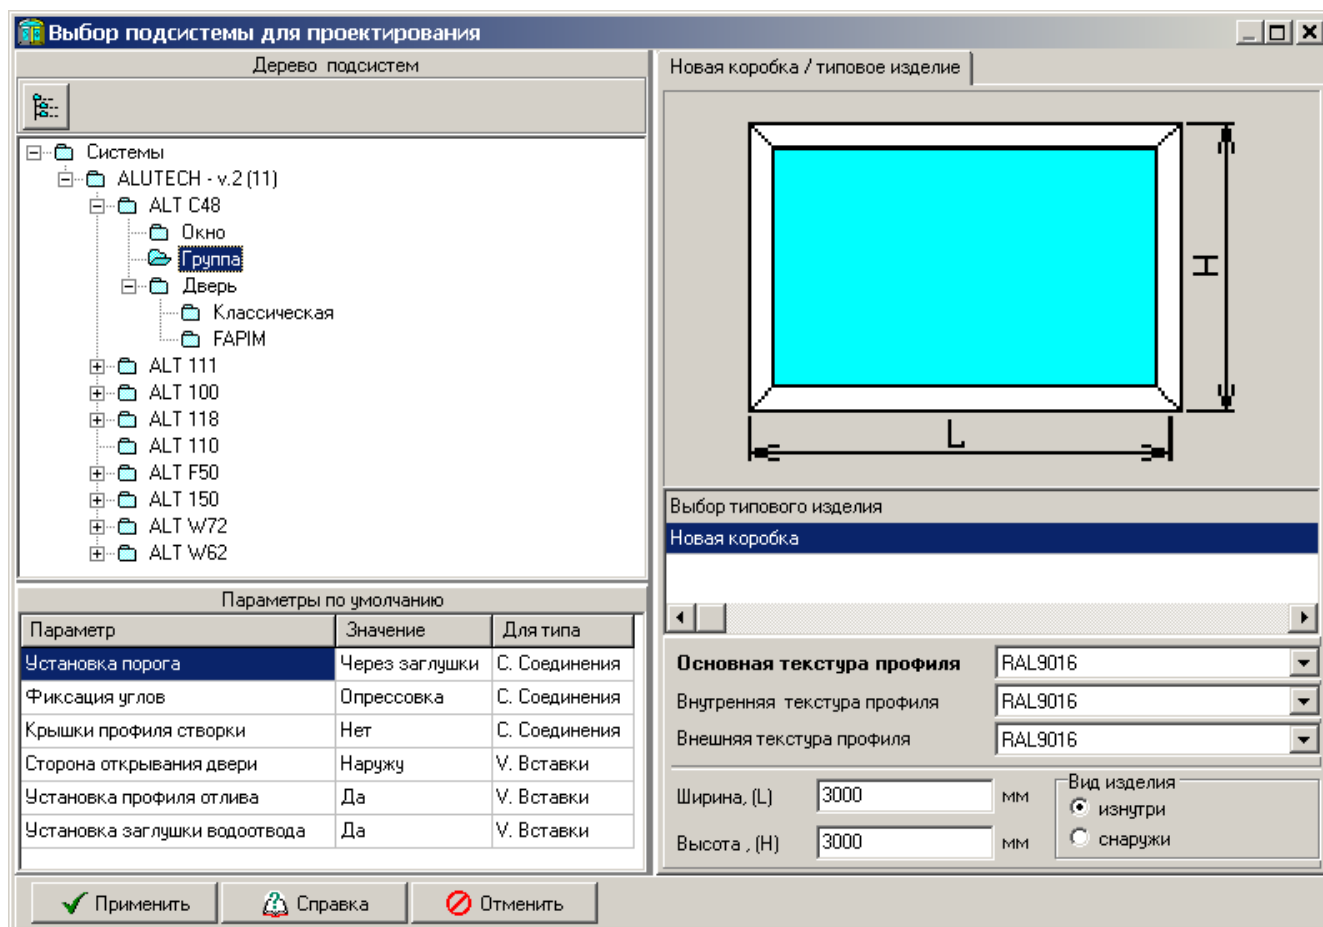 Выбор подсистемы для проектирования
Дерево подсистем
Системы
ALUTECH - v.2 (11)
ALT C48
Окно
Группа
Дверь
Классическая
FAPIM
ALT 111
ALT 100
ALT 118
ALT 110
ALT F50
ALT 150
ALT W72
ALT W62
Параметры по умолчанию
Параметр Значение Для типа
Установка порога Через заглушки С. Соединения
Фиксация углов Опрессовка С. Соединения
Крышки профиля створки Нет С. Соединения
Сторона открывания двери Наружу V. Вставки
Установка профиля отлива Да V. Вставки
Установка заглушки водоотвода Да V. Вставки
Новая коробка / типовое изделие
H
L
Выбор типового изделия
Новая коробка
Основная текстура профиля RAL9016
Внутренняя текстура профиля RAL9016
Внешняя текстура профиля RAL9016
Ширина, (L) 3000 мм
Высота , (H) 3000 мм
Вид изделия
изнутри
снаружи
Применить Справка Отменить